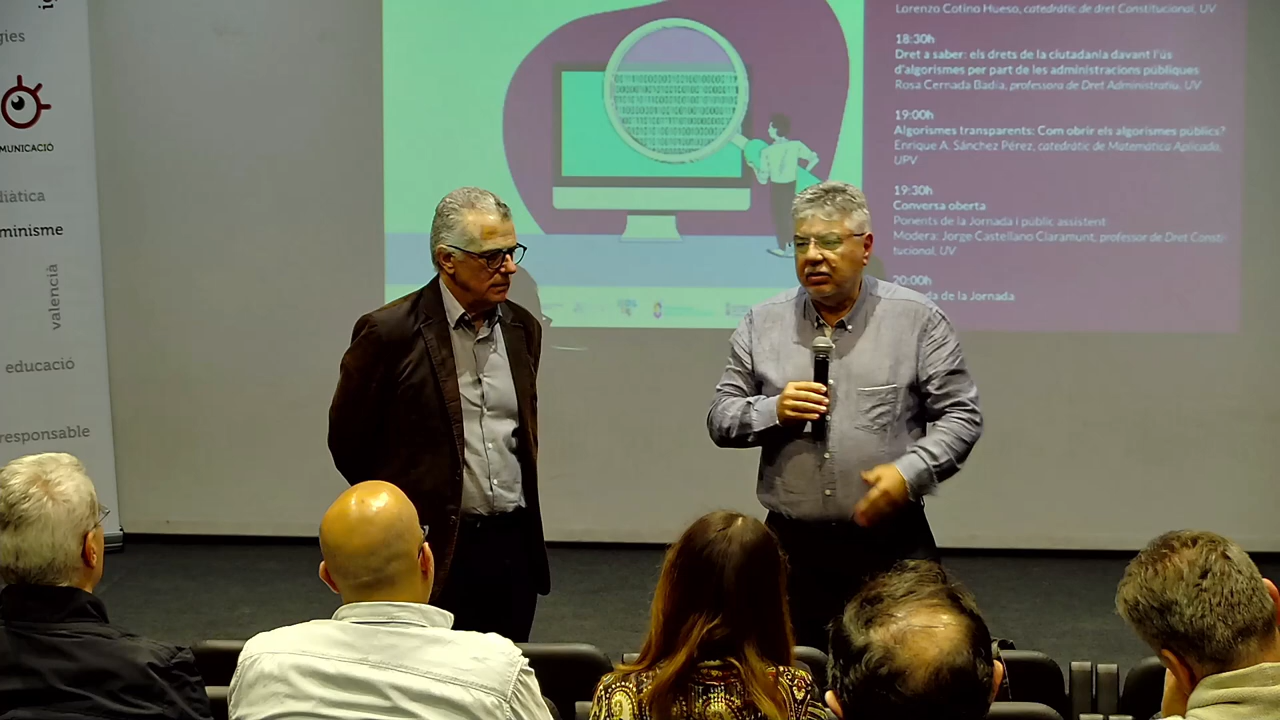 gies
MUNICACIÓ
diàtica
minisme
valencià
educació
responsable
Lorenzo Cotino Hueso, catedràtic de dret Constitucional, UV
18:30h
Dret a saber: els drets de la ciutadania davant l'ús
d'algorismes per part de les administracions públiques
Rosa Cernada Badía, professora de Dret Administratiu, UV
19:00h
Algorismes transparents: Com obrir els algorismes públics?
Enrique A. Sánchez Pérez, catedràtic de Matemàtica Aplicada,
UPV
19:30h
Conversa oberta
Ponents de la Jornada i públic assistent
Modera: Jorge Castellano Claramunt, professor de Dret Consti-
tucional, UV
20:00h
da de la Jornada